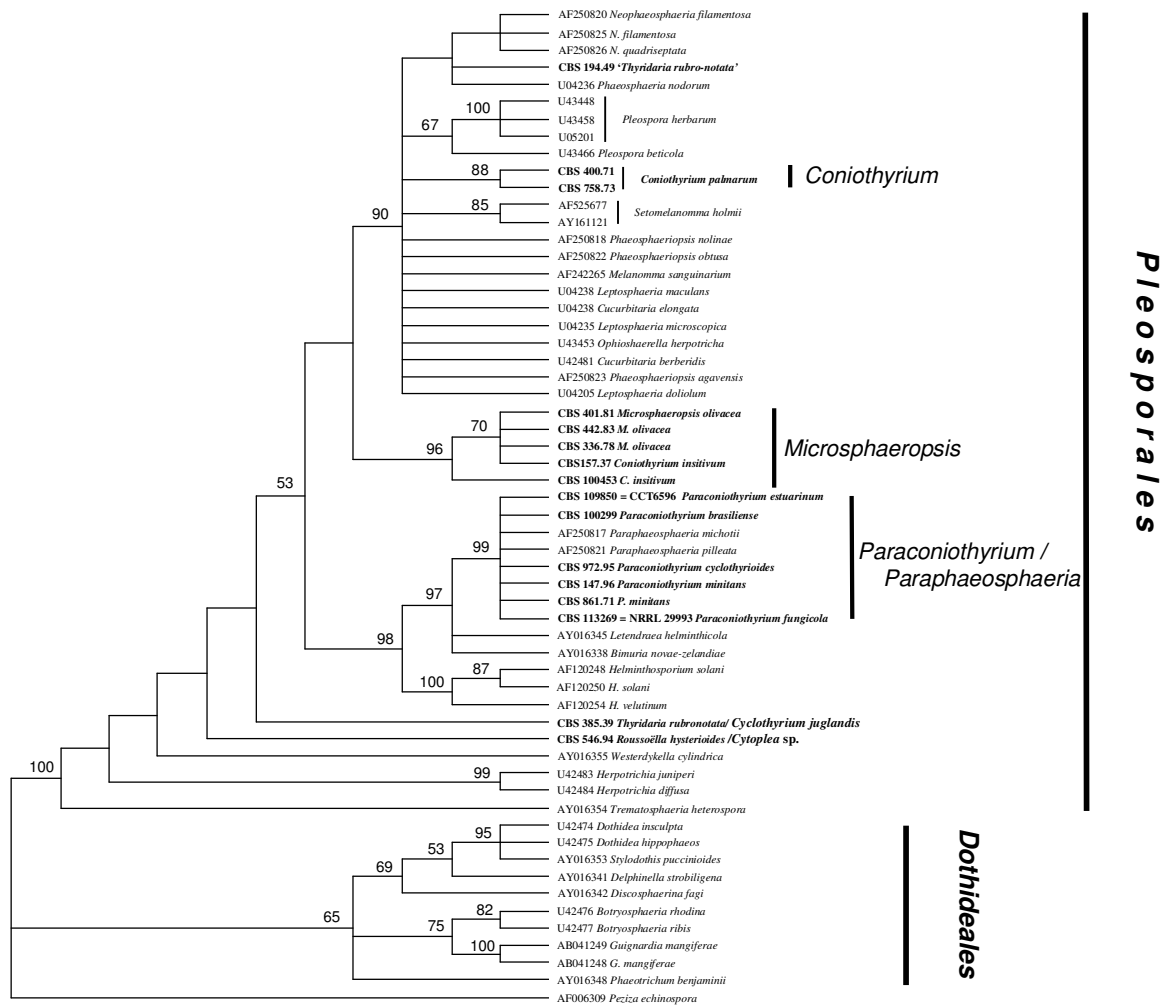 AF250820 Neophaeosphaeria filamentosa
AF250825 N. filamentosa
AF250826 N. quadriseptata
CBS 194.49 ‘Thyridaria rubro-notata’
U04236 Phaeosphaeria nodorum
100
U43448
U43458
U05201
Pleospora herbarum
67
U43466 Pleospora beticola
88
CBS 400.71
CBS 758.73
Coniothyrium palmarum
Coniothyrium
85
AF525677
AY161121
Setomelanomma holmii
90
AF250818 Phaeosphaeriopsis nolinae
AF250822 Phaeosphaeriopsis obtusa
AF242265 Melanomma sanguinarium
U04238 Leptosphaeria maculans
U04238 Cucurbitaria elongata
U04235 Leptosphaeria microscopica
U43453 Ophioshaerella herpotricha
U42481 Cucurbitaria berberidis
AF250823 Phaeosphaeriopsis agavensis
U04205 Leptosphaeria doliolum
Pleosporales
CBS 401.81 Microsphaeropsis olivacea
70
CBS 442.83 M. olivacea
96
CBS 336.78 M. olivacea
Microsphaeropsis
CBS157.37 Coniothyrium insitivum
CBS 100453 C. insitivum
53
CBS 109850 = CCT6596 Paraconiothyrium estuarinum
CBS 100299 Paraconiothyrium brasiliense
AF250817 Paraphaeosphaeria michotii
99
AF250821 Paraphaeosphaeria pilleata
Paraconiothyrium /
Paraphaeosphaeria
CBS 972.95 Paraconiothyrium cyclothyrioides
CBS 147.96 Paraconiothyrium minitans
97
CBS 861.71 P. minitans
CBS 113269 = NRRL 29993 Paraconiothyrium fungicola
98
AY016345 Letendraea helminthicola
AY016338 Bimuria novae-zelandiae
87
AF120248 Helminthosporium solani
100
AF120250 H. solani
AF120254 H. velutinum
CBS 385.39 Thyridaria rubronotata/ Cyclothyrium juglandis
CBS 546.94 Roussoëlla hysterioides /Cytoplea sp.
AY016355 Westerdykella cylindrica
100
99
U42483 Herpotrichia juniperi
U42484 Herpotrichia diffusa
AY016354 Trematosphaeria heterospora
U42474 Dothidea insculpta
95
U42475 Dothidea hippophaeos
53
AY016353 Stylodothis puccinioides
69
AY016341 Delphinella strobiligena
AY016342 Discosphaerina fagi
Dothideales
82
U42476 Botryosphaeria rhodina
65
75
U42477 Botryosphaeria ribis
100
AB041249 Guignardia mangiferae
AB041248 G. mangiferae
AY016348 Phaeotrichum benjaminii
AF006309 Peziza echinospora